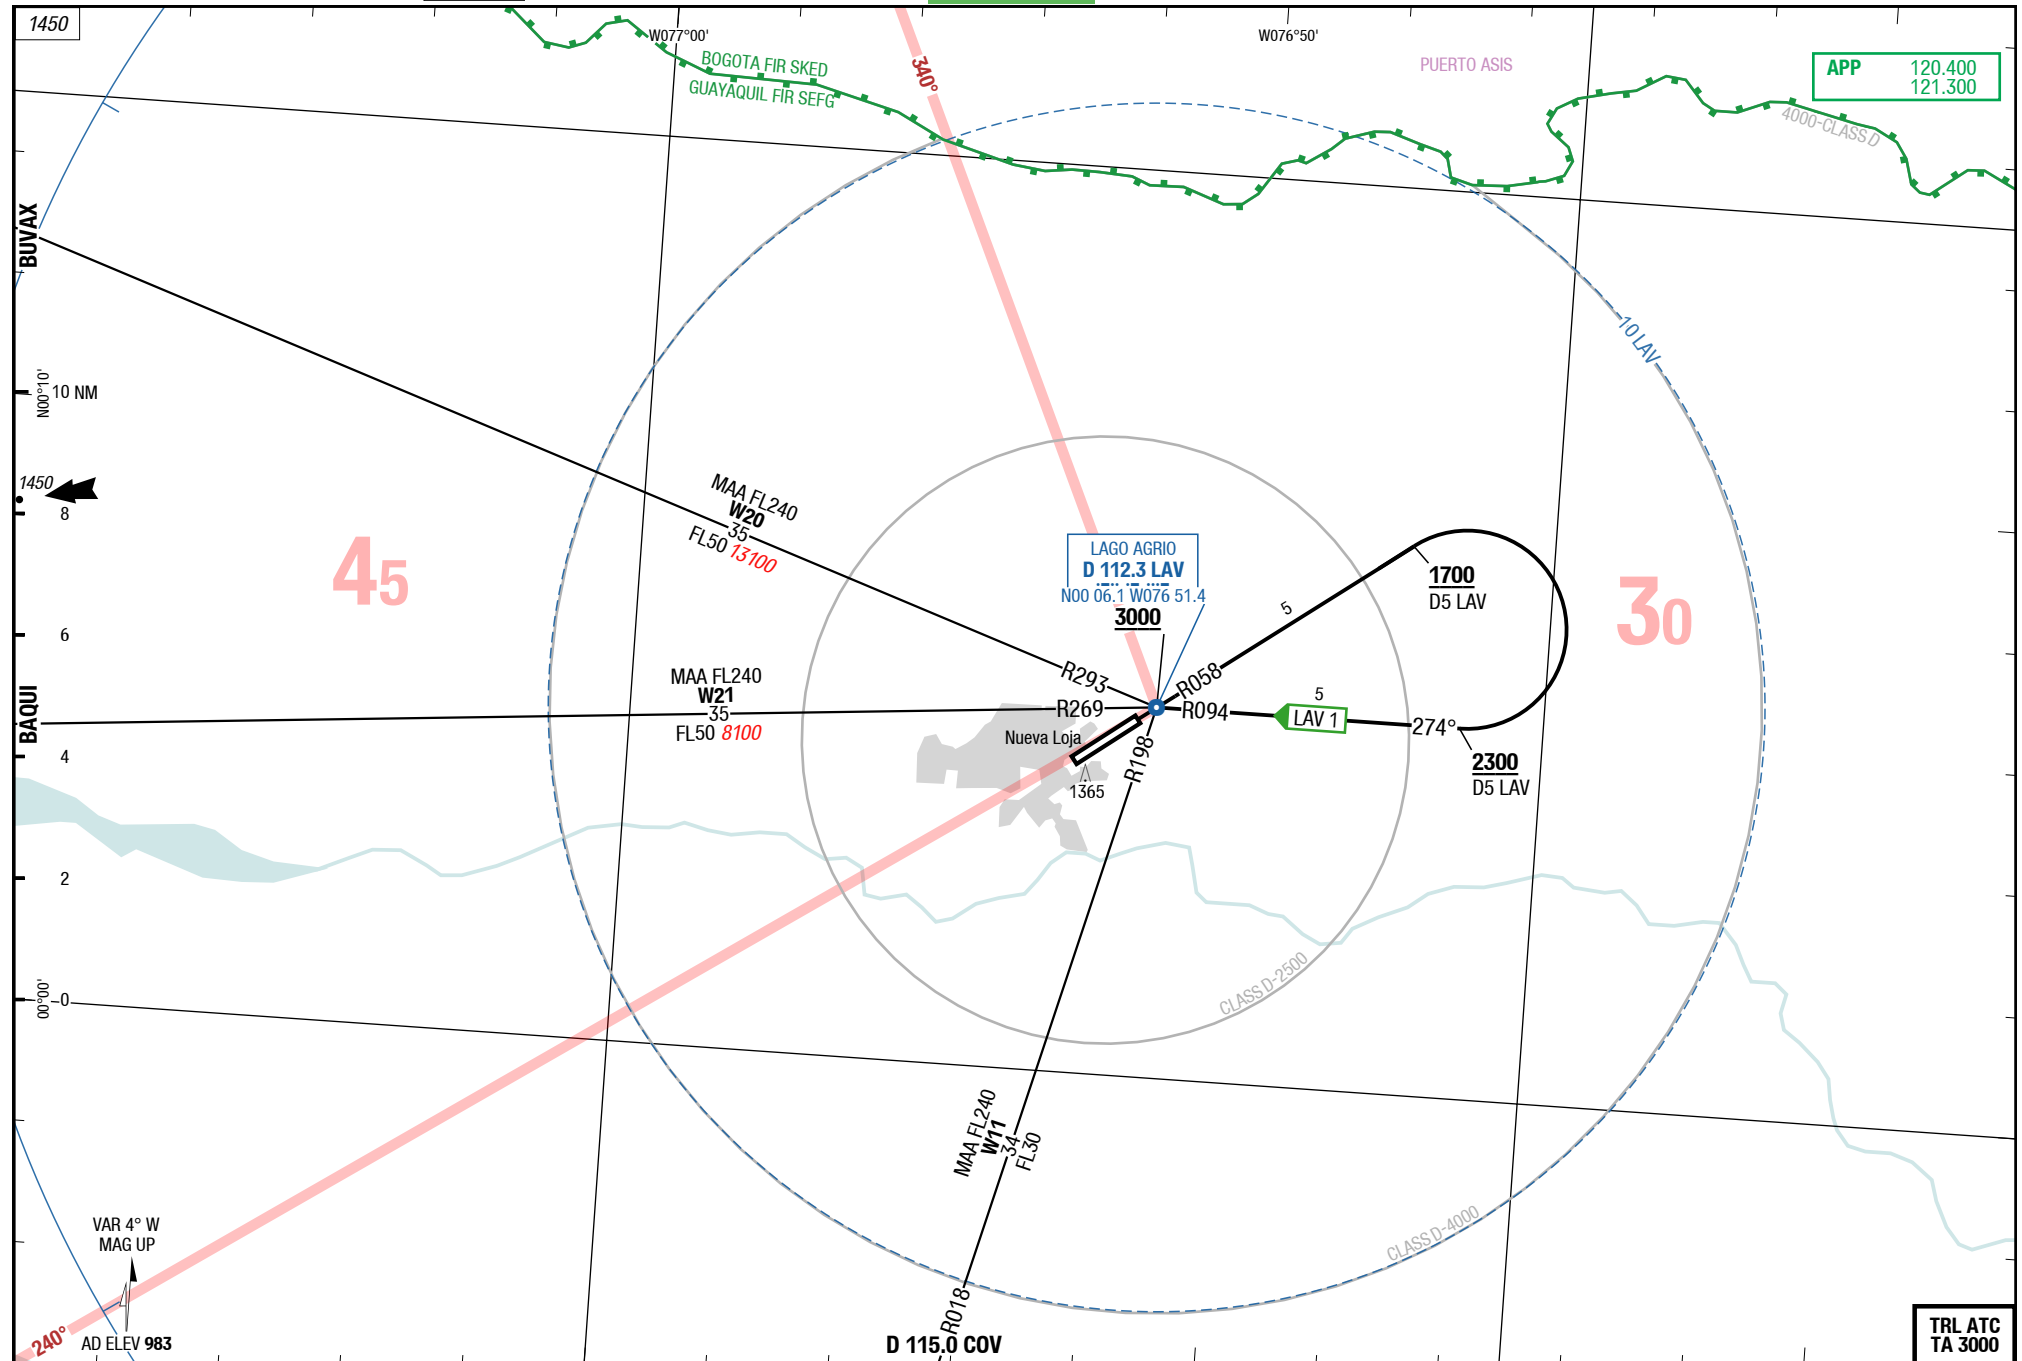 1450
W077°00'
W076°50'
BOGOTA FIR SKED
GUAYAQUIL FIR SEFG
340°
PUERTO ASIS
APP 120.400
121.300
4000-CLASS D
BUVAX
10 LAV
N00°10'
10 NM
1450
8
MAA FL240
W20
35
FL50 13100
45
LAGO AGRIO
D 112.3 LAV
N00 06.1 W076 51.4
3000
1700
D5 LAV
30
5
6
R293
R058
BAQUI
MAA FL240
W21
35
FL50 8100
R269
R094
5
LAV 1
274°
Nueva Loja
R198
2300
D5 LAV
4
1365
2
CLASS D-2500
00°00'
0
MAA FL240
W11
34
FL30
CLASS D-4000
VAR 4° W
MAG UP
R018
240°
AD ELEV 983
D 115.0 COV
TRL ATC
TA 3000